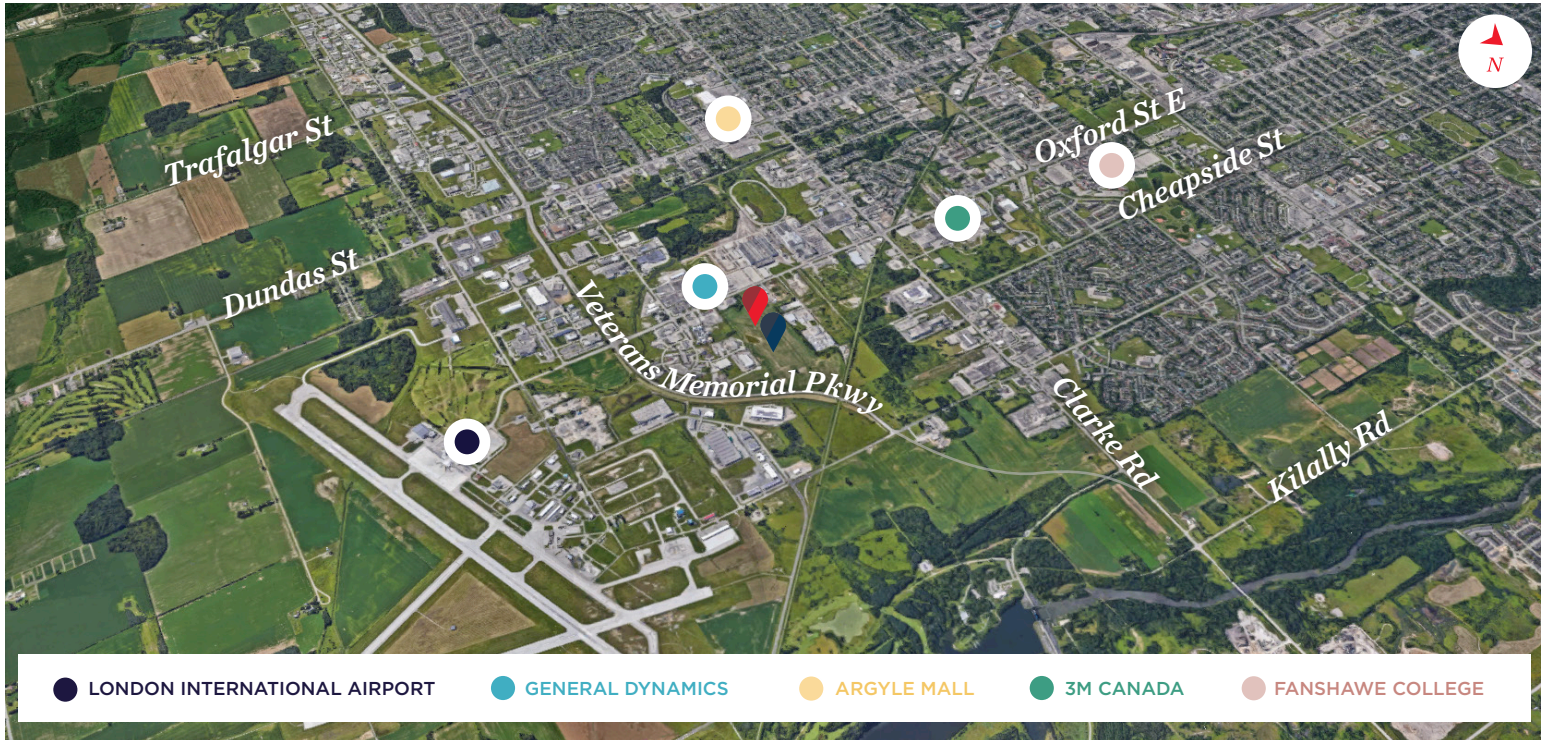 N
Oxford St E
Trafalgar St
Cheapside St
Dundas St
Veterans Memorial Pkwy
Clarke Rd
Kilally Rd
LONDON INTERNATIONAL AIRPORT
GENERAL DYNAMICS
ARGYLE MALL
3M CANADA
FANSHAWE COLLEGE